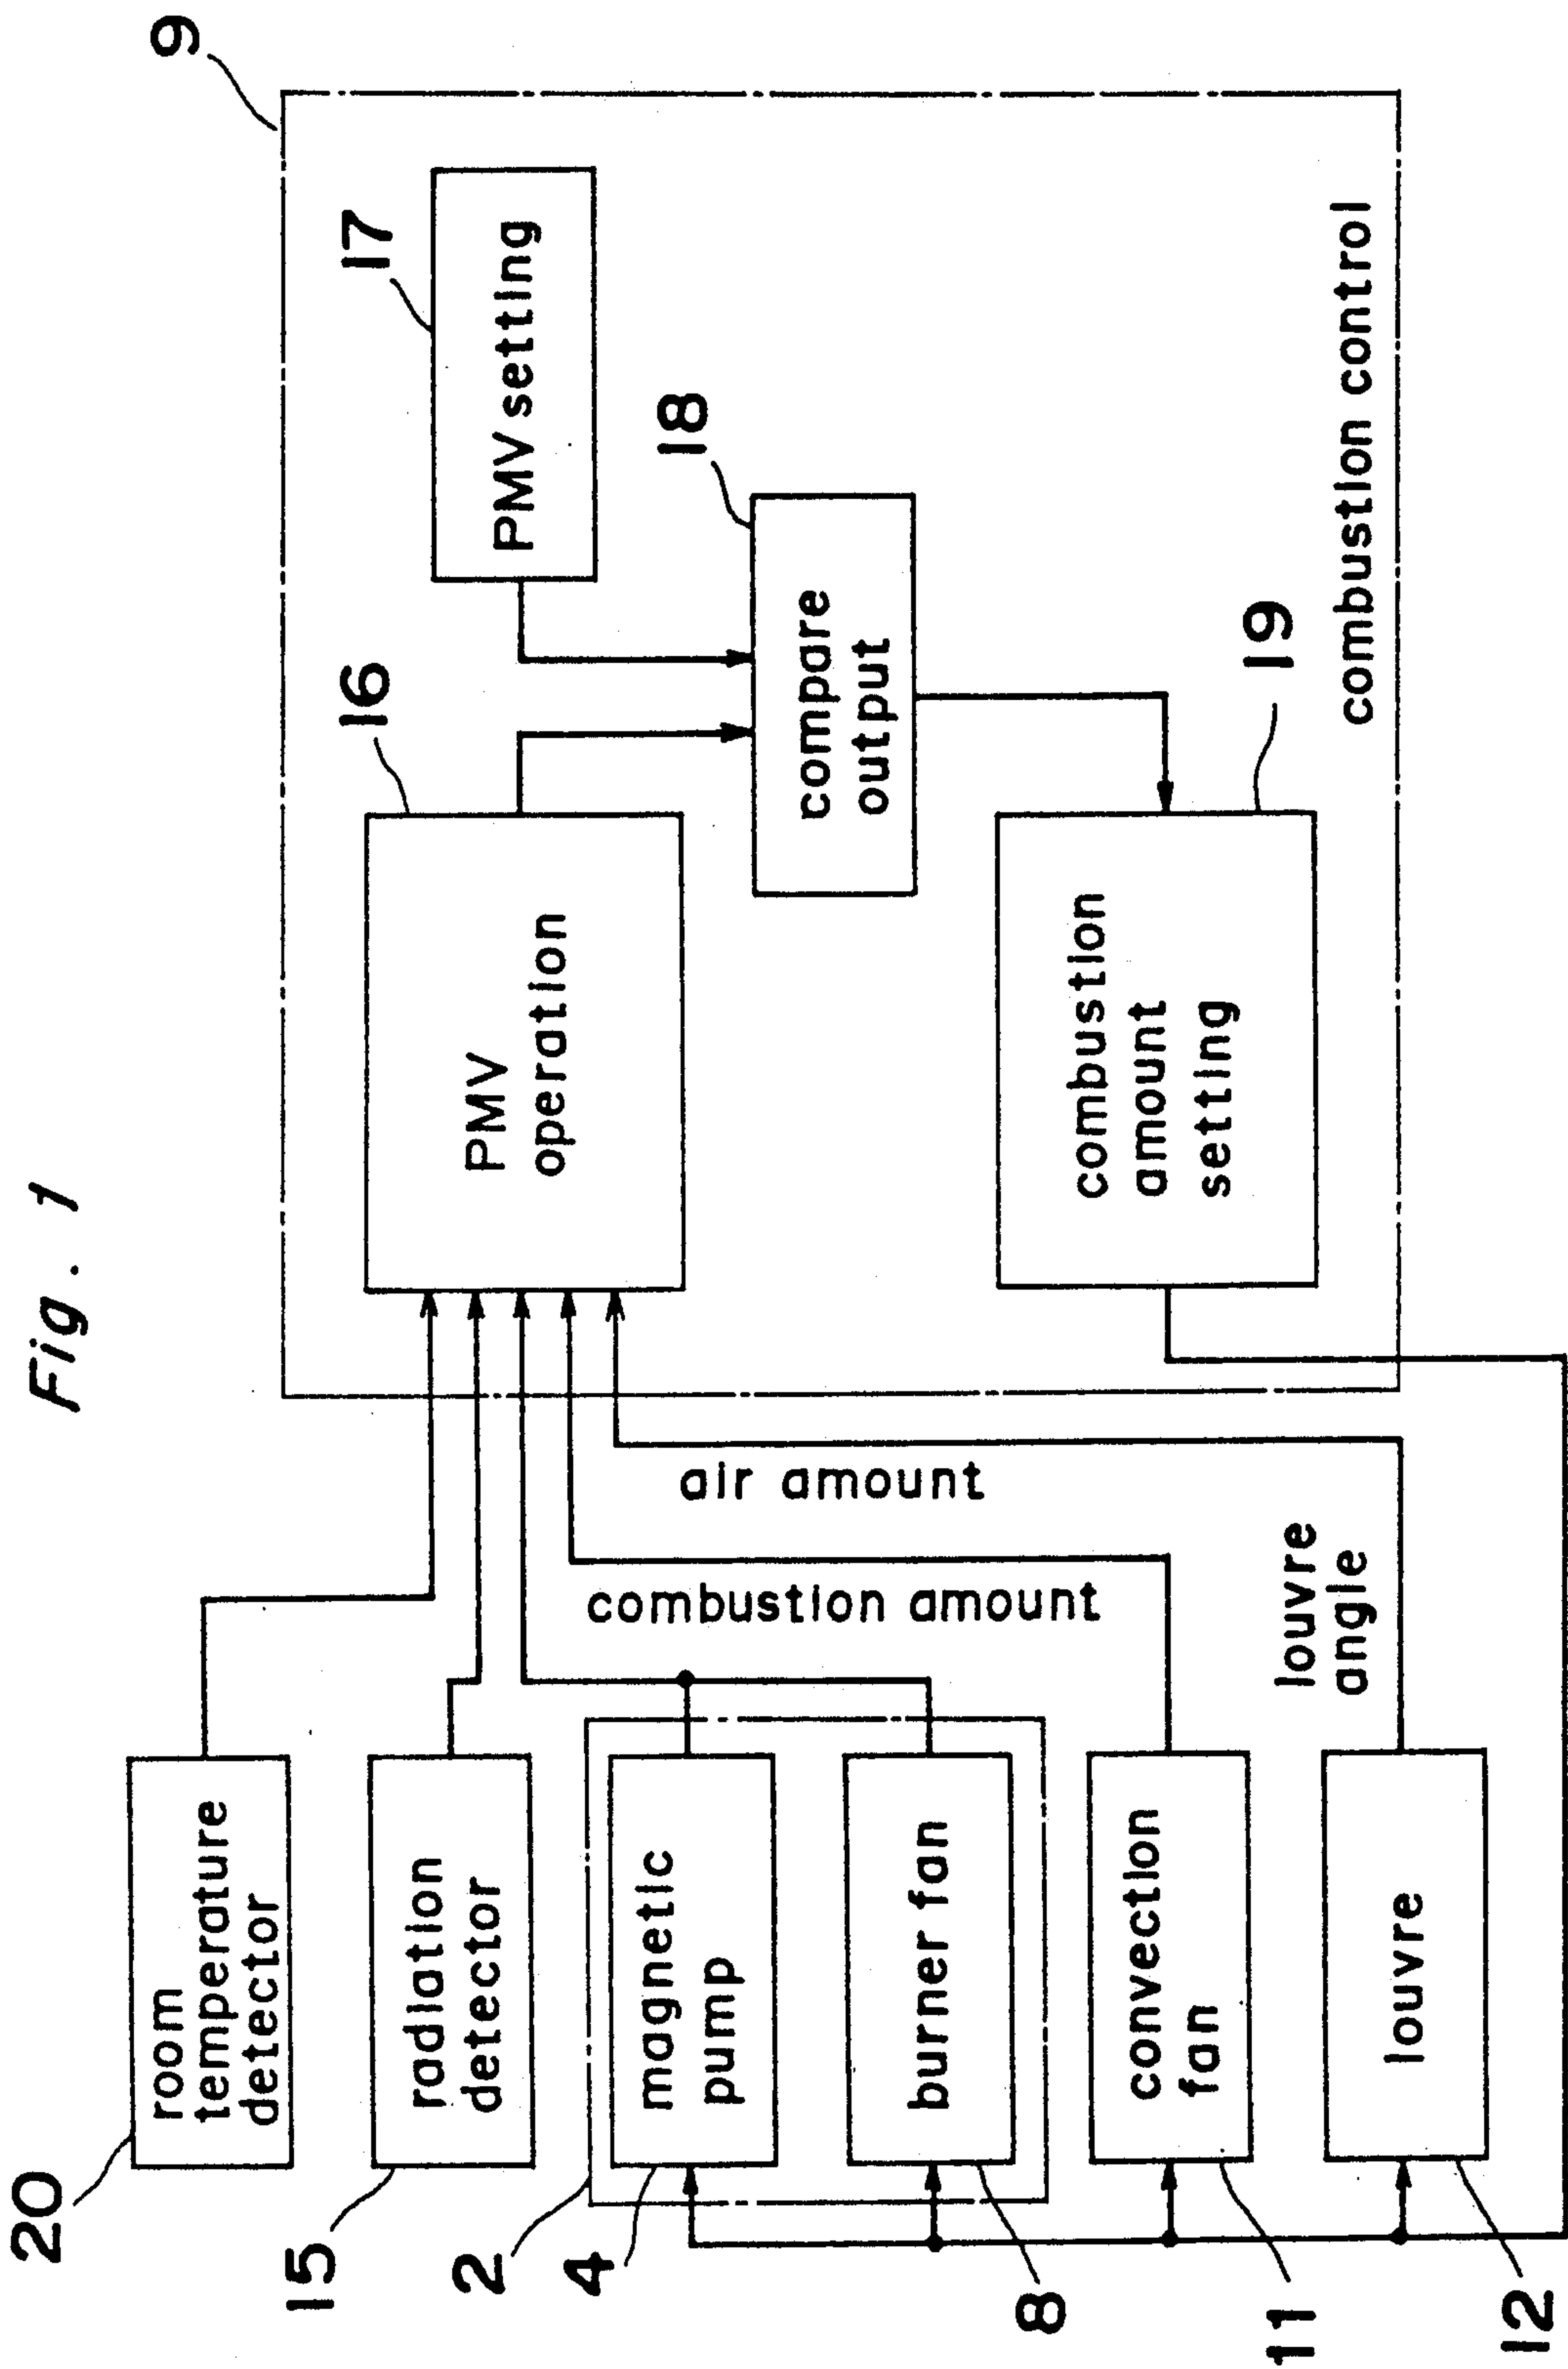 Fig. 1
9
20
room
temperature
detector
15
radiation
detector
2
4
magnetic
pump
8
burner fan
11
convection
fan
12
louvre
combustion amount
air amount
louvre
angle
16
PMV
operation
17
PMV setting
18
compare
output
19
combustion
amount
setting
combustion control